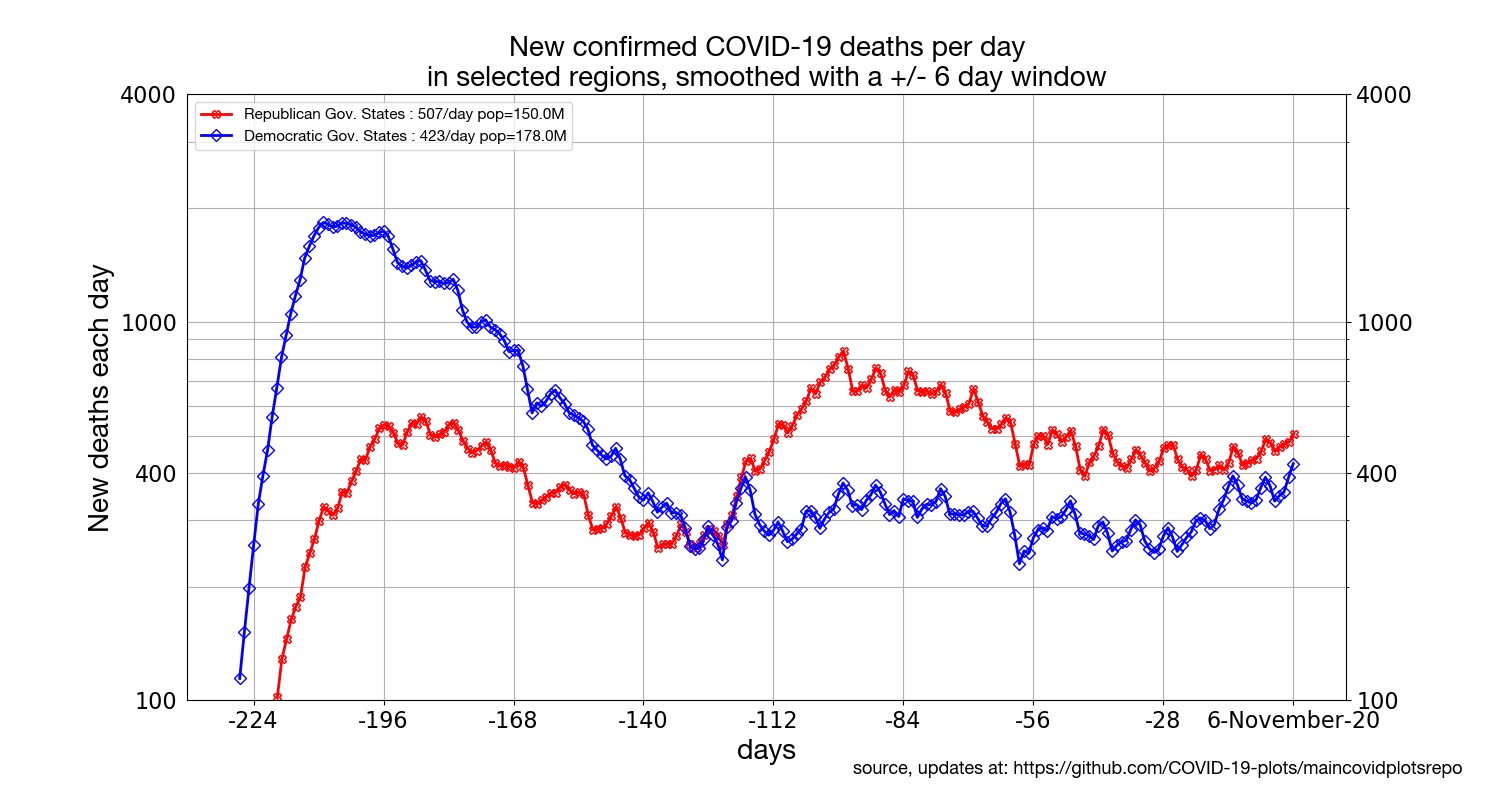 New confirmed COVID-19 deaths per day
in selected regions, smoothed with a +/- 6 day window
Republican Gov. States : 507/day pop=150.0M
Democratic Gov. States : 423/day pop=178.0M
New deaths each day
4000
1000
400
100
4000
1000
400
100
-224 -196 -168 -140 -112 -84 -56 -28 6-November-20
days
source, updates at: https://github.com/COVID-19-plots/maincovidplotsrepo